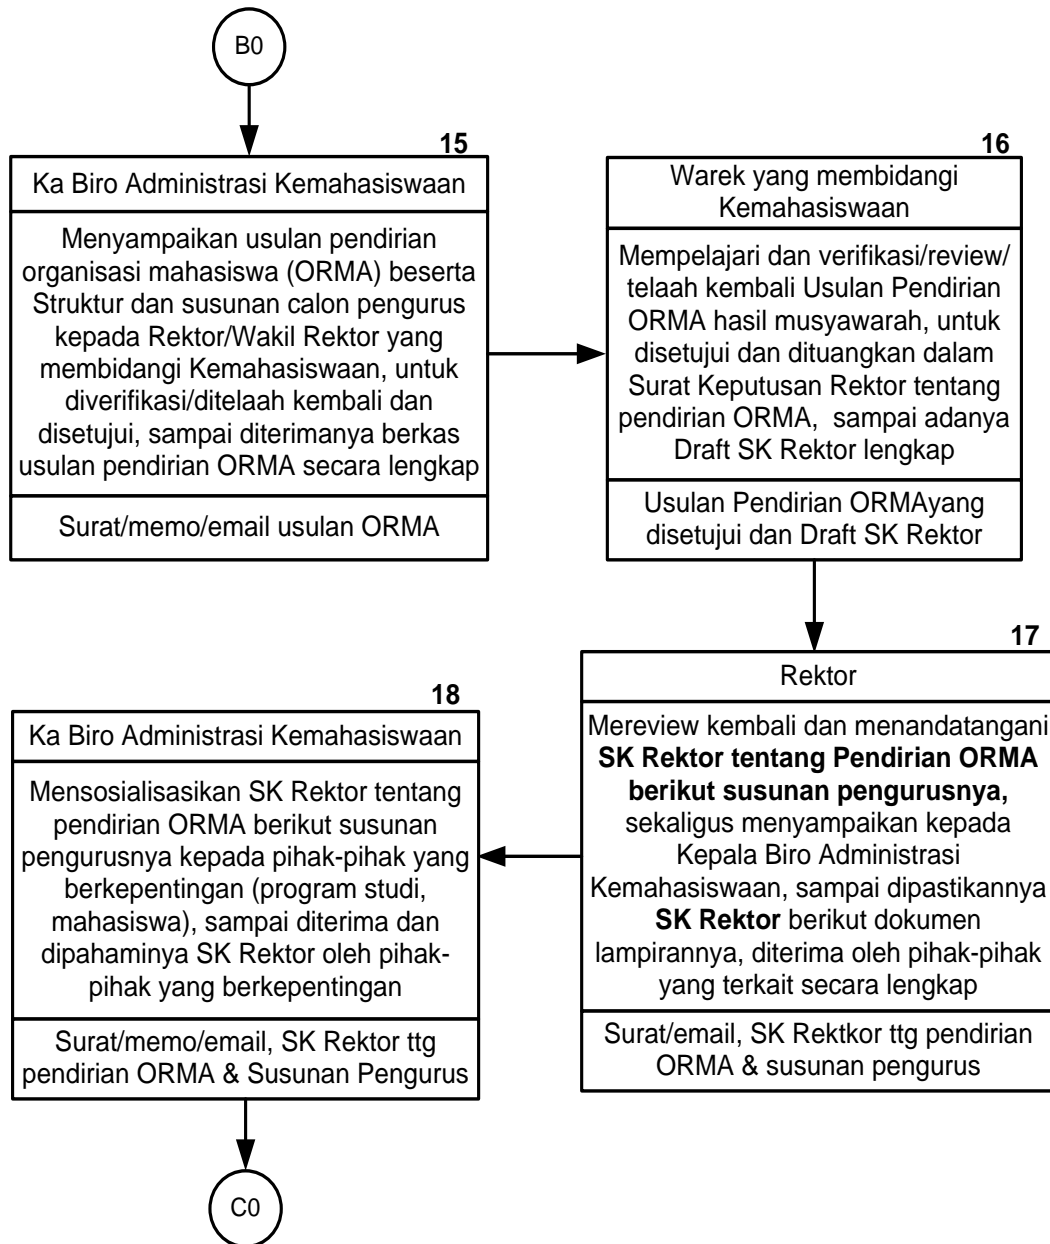 B0
15
Ka Biro Administrasi Kemahasiswaan
Menyampaikan usulan pendirian
organisasi mahasiswa (ORMA) beserta
Struktur dan susunan calon pengurus
kepada Rektor/Wakil Rektor yang
membidangi Kemahasiswaan, untuk
diverifikasi/ditelaah kembali dan
disetujui, sampai diterimanya berkas
usulan pendirian ORMA secara lengkap
Surat/memo/email usulan ORMA
16
Warek yang membidangi
Kemahasiswaan
Mempelajari dan verifikasi/review/
telaah kembali Usulan Pendirian
ORMA hasil musyawarah, untuk
disetujui dan dituangkan dalam
Surat Keputusan Rektor tentang
pendirian ORMA,  sampai adanya
Draft SK Rektor lengkap
Usulan Pendirian ORMAyang
disetujui dan Draft SK Rektor
17
Rektor
Mereview kembali dan menandatangani
SK Rektor tentang Pendirian ORMA
berikut susunan pengurusnya,
sekaligus menyampaikan kepada
Kepala Biro Administrasi
Kemahasiswaan, sampai dipastikannya
SK Rektor berikut dokumen
lampirannya, diterima oleh pihak-pihak
yang terkait secara lengkap
Surat/email, SK Rektkor ttg pendirian
ORMA & susunan pengurus
18
Ka Biro Administrasi Kemahasiswaan
Mensosialisasikan SK Rektor tentang
pendirian ORMA berikut susunan
pengurusnya kepada pihak-pihak yang
berkepentingan (program studi,
mahasiswa), sampai diterima dan
dipahaminya SK Rektor oleh pihak-
pihak yang berkepentingan
Surat/memo/email, SK Rektor ttg
pendirian ORMA & Susunan Pengurus
C0